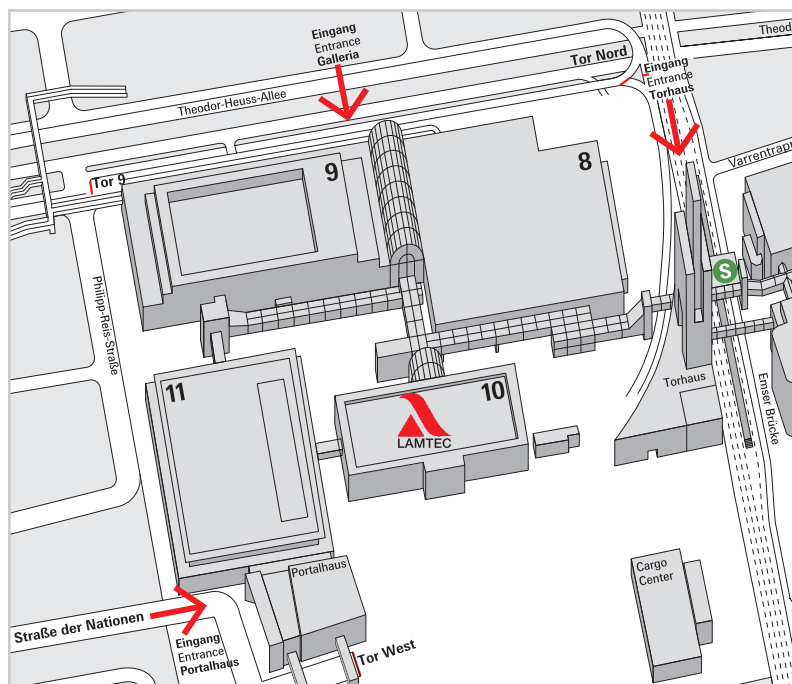 Eingang
Entrance
Galleria
Theodor-Heuss-Allee
Tor Nord
Eingang
Entrance
Torhaus
Tor 9
9
8
S
Philipp-Reis-Straße
11
10
LAMTEC
Torhaus
Emser Brücke
Portalhaus
Cargo
Center
Straße der Nationen
Eingang
Entrance
Portalhaus
Tor West